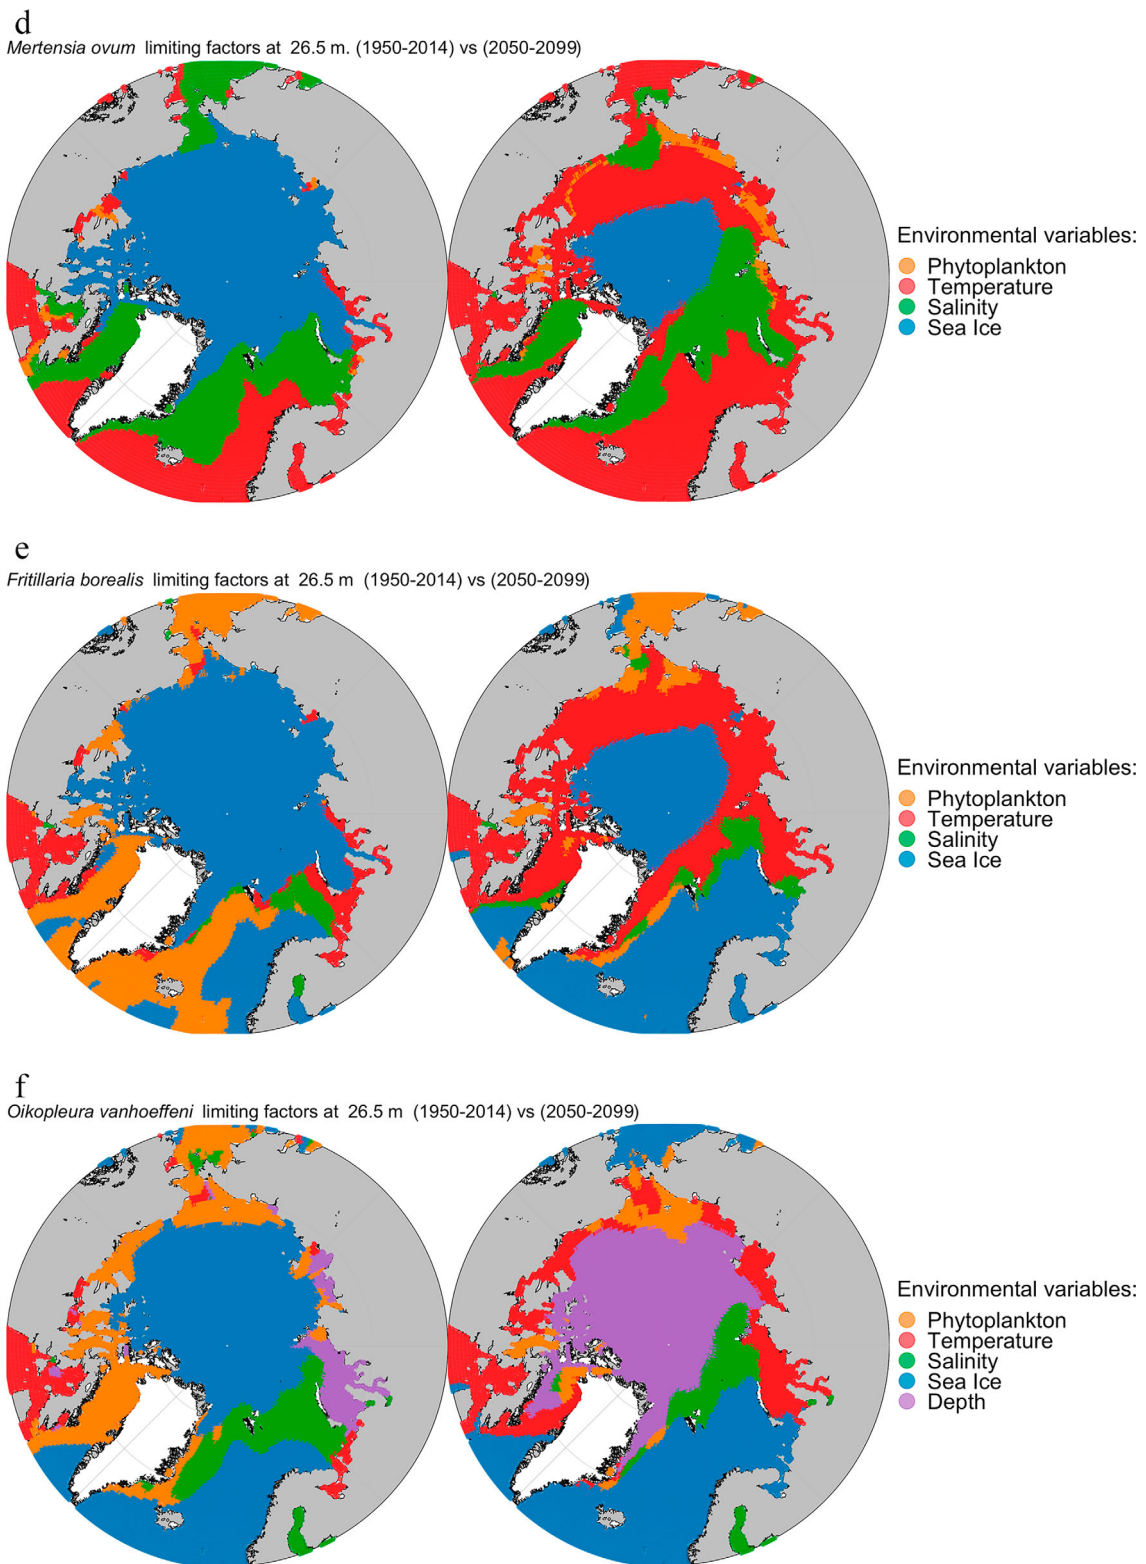 d
Mertensia ovum limiting factors at 26.5 m. (1950-2014) vs (2050-2099)
Environmental variables:
Phytoplankton
Temperature
Salinity
Sea Ice
e
Fritillaria borealis limiting factors at 26.5 m (1950-2014) vs (2050-2099)
Environmental variables:
Phytoplankton
Temperature
Salinity
Sea Ice
f
Oikopleura vanhoeffeni limiting factors at 26.5 m (1950-2014) vs (2050-2099)
Environmental variables:
Phytoplankton
Temperature
Salinity
Sea Ice
Depth